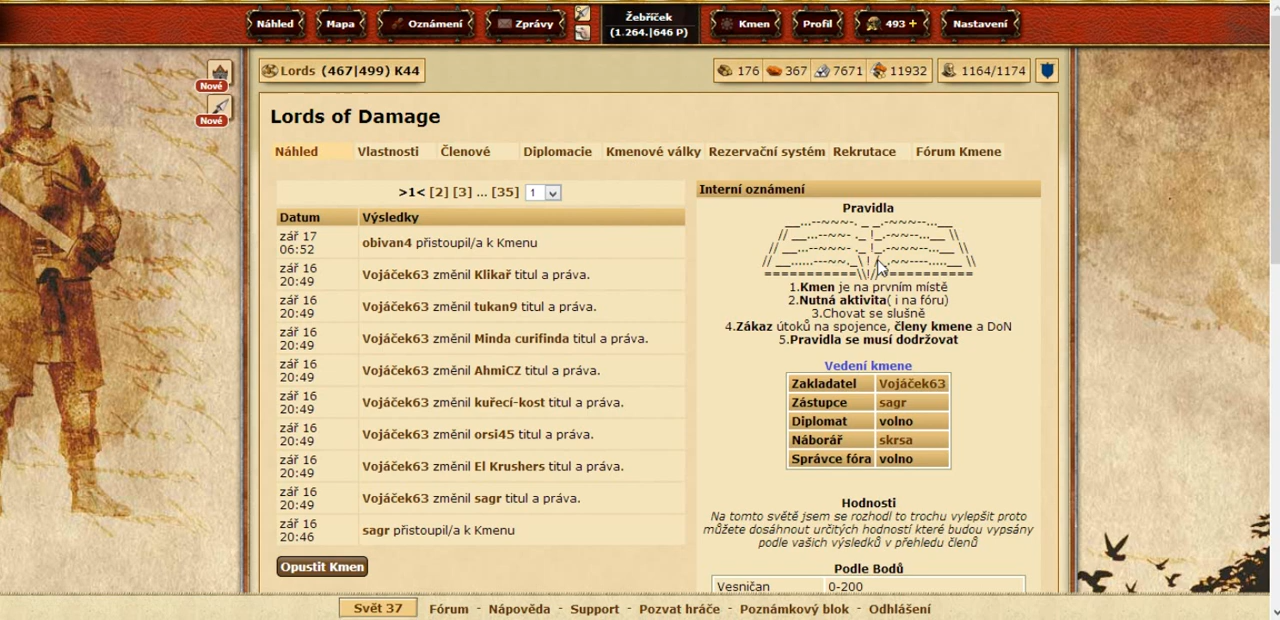 Náhled Mapa Oznámení Zprávy Žebříček Kmen Profil 493 + Nastavení
(1.264.|646 P)
Lords (467|499) K44 176 367 7671 11932 1164/1174
Nové
Nové
Lords of Damage
Náhled Vlastnosti Členové Diplomacie Kmenové války Rezervační systém Rekrutace Fórum Kmene
>1< [2] [3] ... [35] 1
Datum Výsledky
zář 17
06:52
obivan4 přistoupil/a k Kmenu
zář 16
20:49
Vojáček63 změnil Klikař titul a práva.
zář 16
20:49
Vojáček63 změnil tukan9 titul a práva.
zář 16
20:49
Vojáček63 změnil Minda curifinda titul a práva.
zář 16
20:49
Vojáček63 změnil AhmiCZ titul a práva.
zář 16
20:49
Vojáček63 změnil kuřecí-kost titul a práva.
zář 16
20:49
Vojáček63 změnil orsi45 titul a práva.
zář 16
20:49
Vojáček63 změnil El Krushers titul a práva.
zář 16
20:49
Vojáček63 změnil sagr titul a práva.
zář 16
20:46
sagr přistoupil/a k Kmenu
Opustit Kmen
Interní oznámení
Pravidla
1.Kmen je na prvním místě
2.Nutná aktivita( i na fóru)
3.Chovat se slušně
4.Zákaz útoků na spojence, členy kmene a DoN
5.Pravidla se musí dodržovat
Vedení kmene
Zakladatel Vojáček63
Zástupce sagr
Diplomat volno
Náborář skrsa
Správce fóra volno
Hodnosti
Na tomto světě jsem se rozhodl to trochu vylepšit proto
můžete dosáhnout určitých hodností které budou vypsány
podle vašich výsledků v přehledu členů
Podle Bodů
Vesničan 0-200
Svět 37 Fórum - Nápověda - Support - Pozvat hráče - Poznámkový blok - Odhlášení